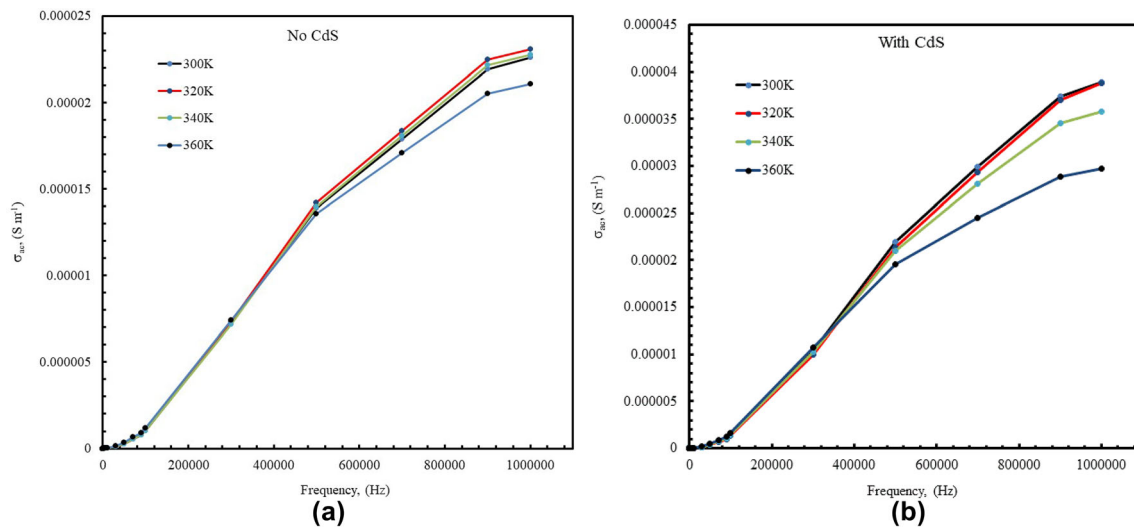 No CdS
300K
320K
340K
360K
0.000025
0.00002
0.000015
0.00001
0.000005
0
σac, (S m-1)
0
200000
400000
600000
800000
1000000
Frequency, (Hz)
(a)
With CdS
300K
320K
340K
360K
0.000045
0.00004
0.000035
0.00003
0.000025
0.00002
0.000015
0.00001
0.000005
0
σac, (S m-1)
0
200000
400000
600000
800000
1000000
Frequency, (Hz)
(b)